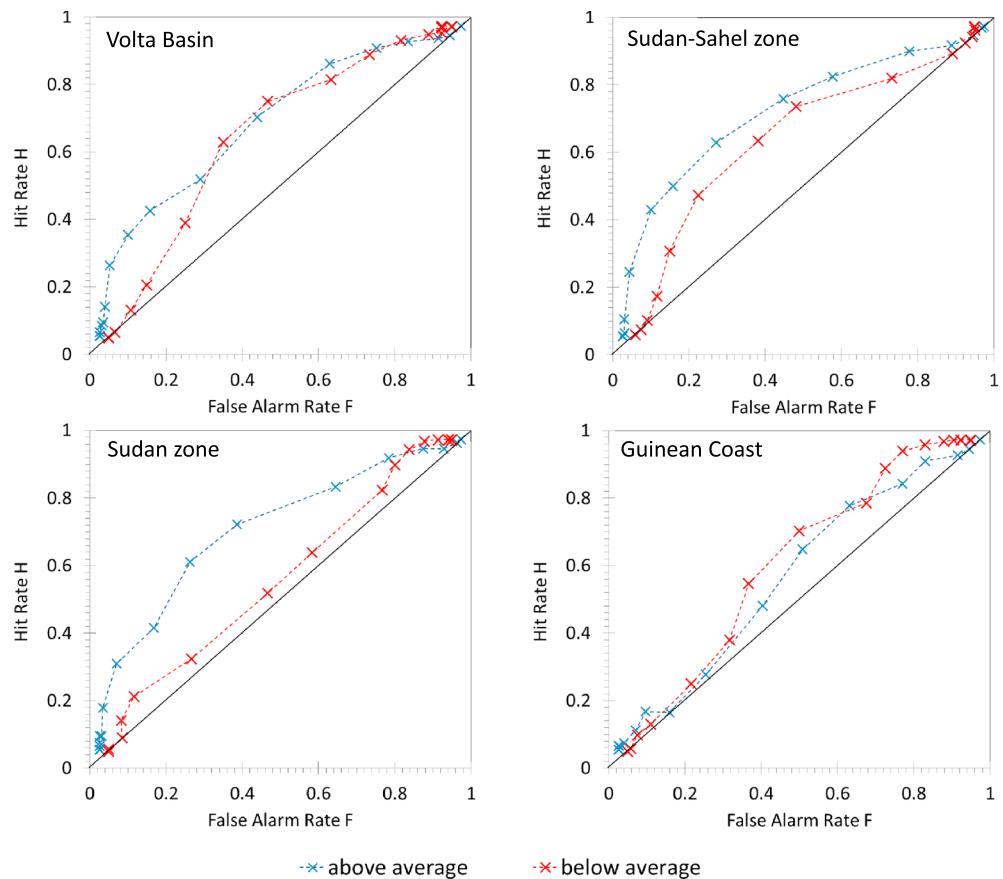 Volta Basin
Hit Rate H
1
0.8
0.6
0.4
0.2
0
0 0.2 0.4 0.6 0.8 1
False Alarm Rate F
Sudan-Sahel zone
Hit Rate H
1
0.8
0.6
0.4
0.2
0
0 0.2 0.4 0.6 0.8 1
False Alarm Rate F
Sudan zone
Hit Rate H
1
0.8
0.6
0.4
0.2
0
0 0.2 0.4 0.6 0.8 1
False Alarm Rate F
Guinean Coast
Hit Rate H
1
0.8
0.6
0.4
0.2
0
0 0.2 0.4 0.6 0.8 1
False Alarm Rate F
above average below average